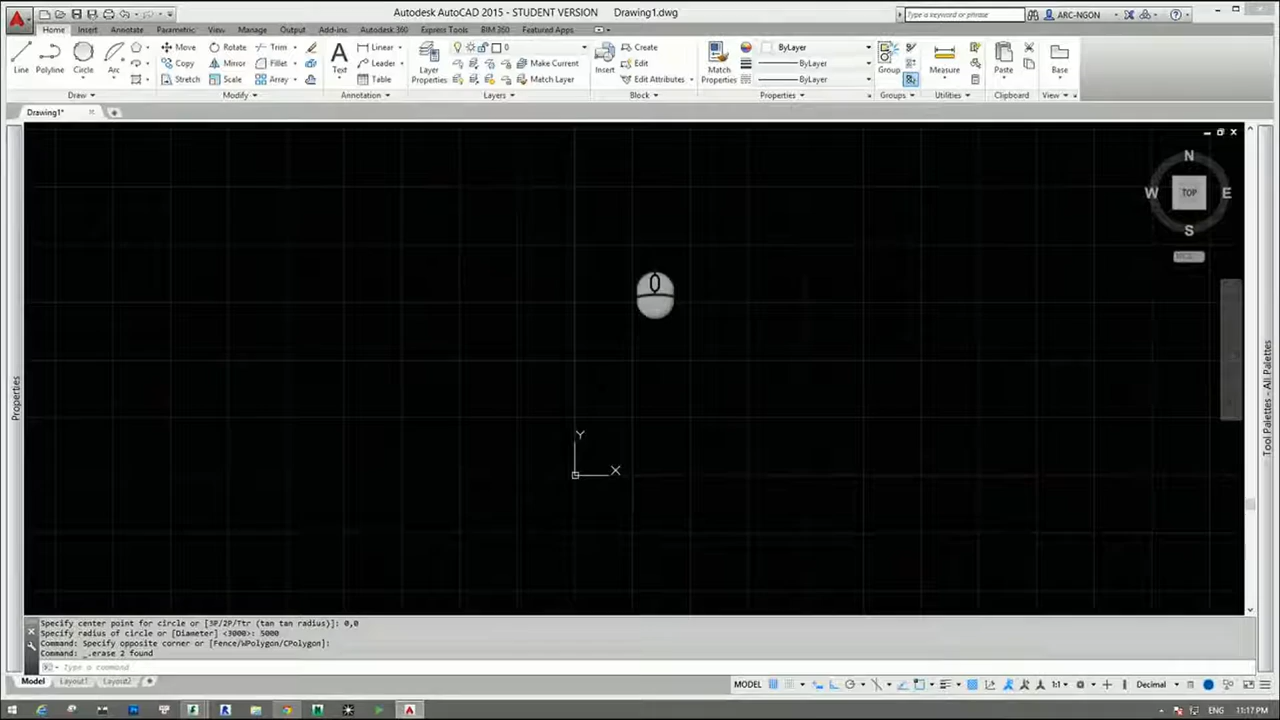 Autodesk AutoCAD 2015 - STUDENT VERSION Drawing1.dwg
Type a keyword or phrase
ARC-NGON
Home Insert Annotate Parametric View Manage Output Add-ins Autodesk 360 Express Tools BIM 360 Featured Apps
Line
Polyline
Circle
Arc
Move
Rotate
Trim
Copy
Mirror
Fillet
Stretch
Scale
Array
Text
Linear
Leader
Table
Layer
Properties
0
Make Current
Match Layer
Insert
Create
Edit
Edit Attributes
Match
Properties
ByLayer
ByLayer
ByLayer
Group
Measure
Paste
Base
Draw
Modify
Annotation
Layers
Block
Properties
Groups
Utilities
Clipboard
View
Drawing1*
N
W
TOP
E
S
Properties
Tool Palettes - All Palettes
Y
X
Specify center point for circle or [3P/2P/Ttr (tan tan radius)]: 0,0
Specify radius of circle or [Diameter] <3000>: 5000
Command: Specify opposite corner or [Fence/WPolygon/CPolygon]:
Command: _.erase 2 found
Type a command
Model Layout1 Layout2
MODEL
1:1
Decimal
ENG
11:17 PM